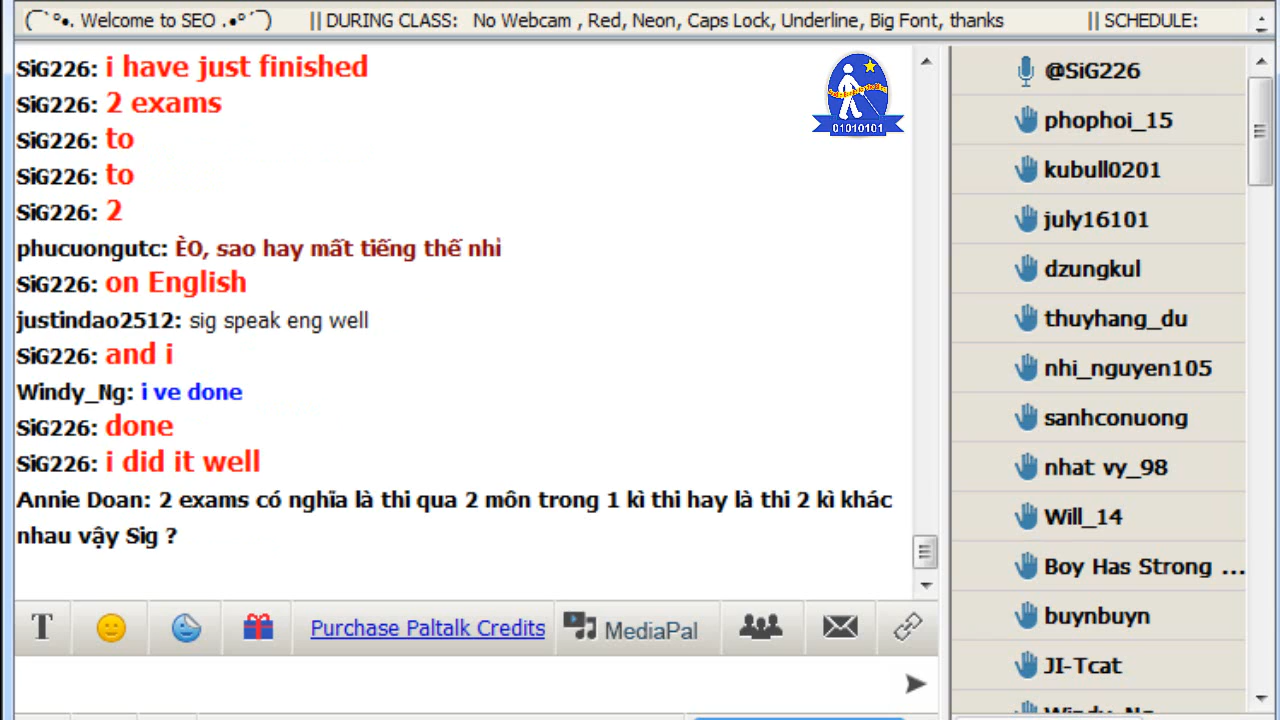 (¯`°•. Welcome to SEO .•°´¯) || DURING CLASS: No Webcam , Red, Neon, Caps Lock, Underline, Big Font, thanks || SCHEDULE:
SiG226: i have just finished
SiG226: 2 exams
SiG226: to
SiG226: to
SiG226: 2
phucuongutc: ÈO, sao hay mất tiếng thế nhỉ
SiG226: on English
justindao2512: sig speak eng well
SiG226: and i
Windy_Ng: i ve done
SiG226: done
SiG226: i did it well
Annie Doan: 2 exams có nghĩa là thi qua 2 môn trong 1 kì thi hay là thi 2 kì khác
nhau vậy Sig ?
01010101
T
Purchase Paltalk Credits
MediaPal
@SiG226
phophoi_15
kubull0201
july16101
dzungkul
thuyhang_du
nhi_nguyen105
sanhconuong
nhat vy_98
Will_14
Boy Has Strong ...
buynbuyn
JI-Tcat
Windy_Ng